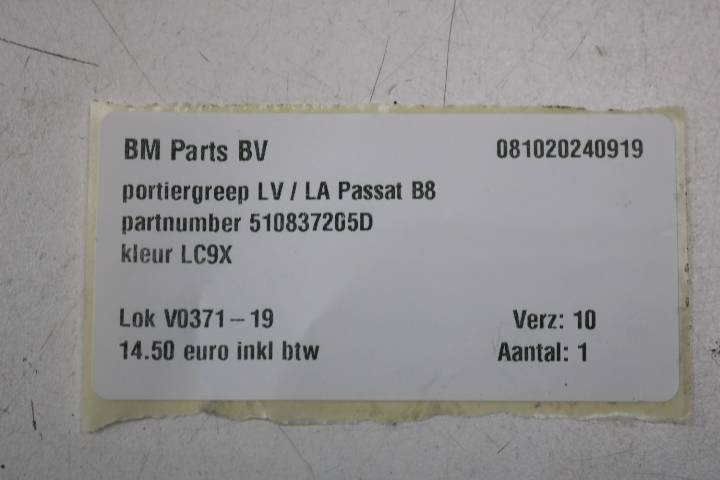 BM Parts BV 081020240919
portiergreep LV / LA Passat B8
partnumber 510837205D
kleur LC9X
Lok V0371-19 Verz: 10
14.50 euro inkl btw Aantal: 1